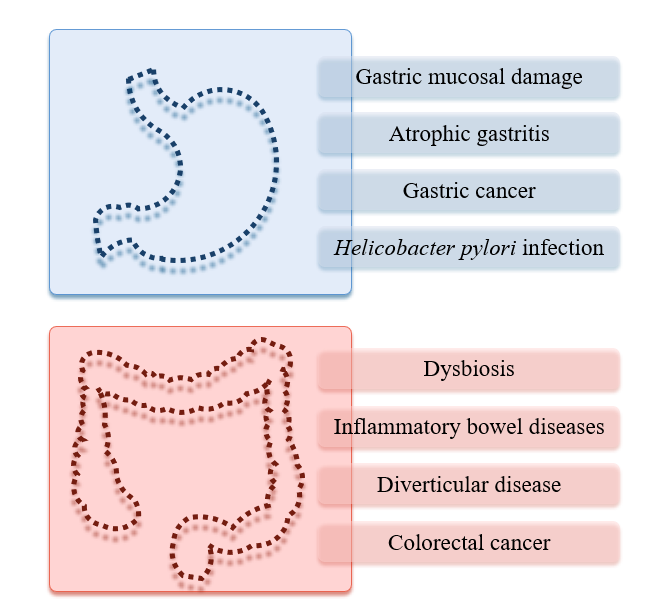 Gastric mucosal damage
Atrophic gastritis
Gastric cancer
Helicobacter pylori infection
Dysbiosis
Inflammatory bowel diseases
Diverticular disease
Colorectal cancer